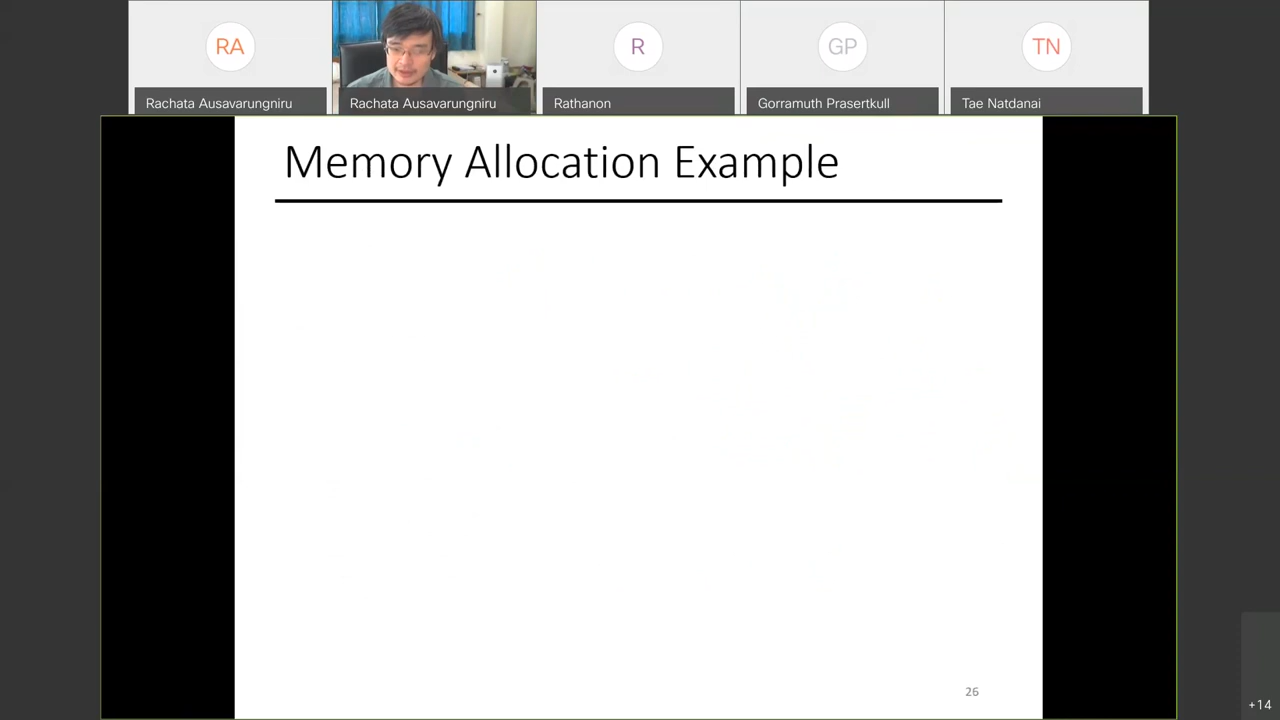 RA
R
GP
TN
Rachata Ausavarungniru
Rachata Ausavarungniru
Rathanon
Gorramuth Prasertkull
Tae Natdanai
Memory Allocation Example
26
+14